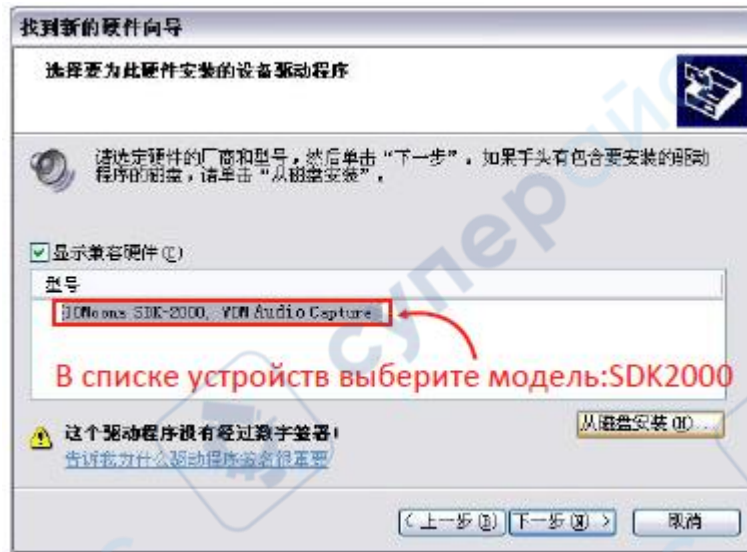 找到新的硬件向导
选择要为此硬件安装的设备驱动程序
请选定硬件的厂商和型号，然后单击“下一步”。如果手头有包含要安装的驱动
程序的磁盘，请单击“从磁盘安装”。
显示兼容硬件(C)
型号
10Moons SDK-2000, WDM Audio Capture
В списке устройств выберите модель:SDK2000
这个驱动程序没有经过数字签署!
从磁盘安装(H)...
告诉我为什么驱动程序签名很重要
<上一步(B) 下一步(N)> 取消
супер